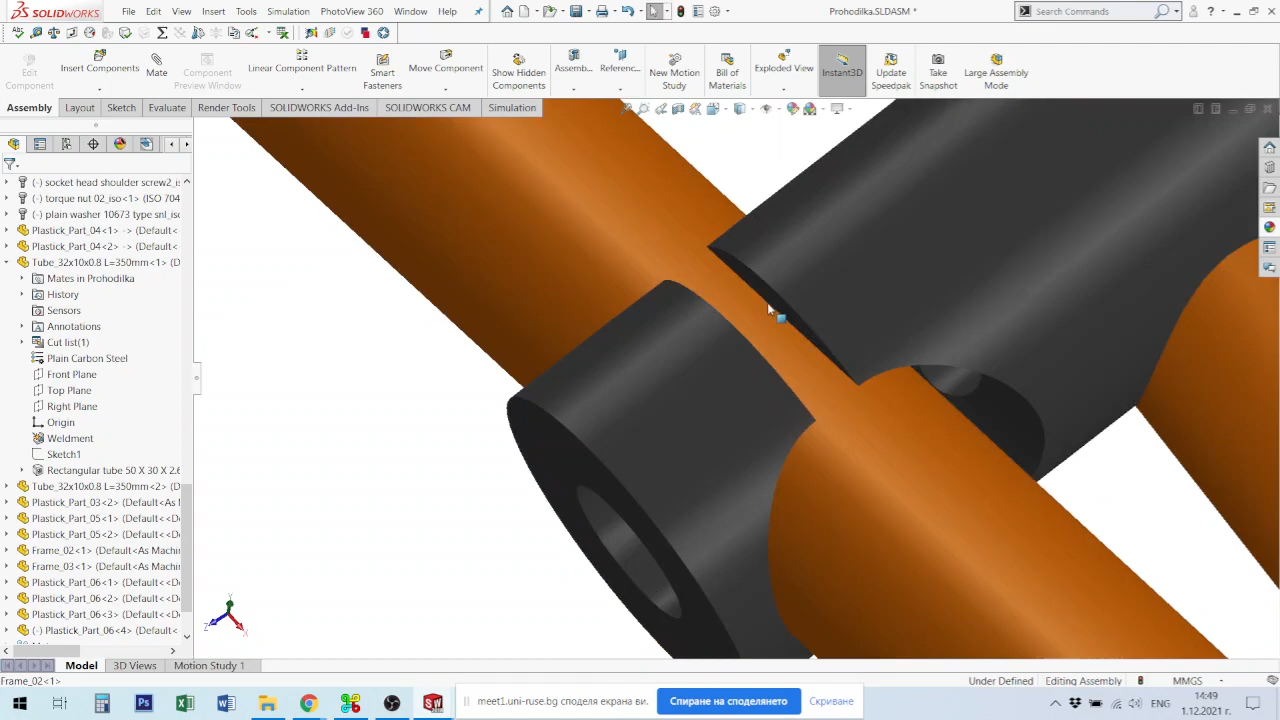 SOLIDWORKS File Edit View Insert Tools Simulation PhotoView 360 Window Help Prohodilka.SLDASM * Search Commands
Edit Component
Insert Components
Mate
Component Preview Window
Linear Component Pattern
Smart Fasteners
Move Component
Show Hidden Components
Assemb...
Referenc...
New Motion Study
Bill of Materials
Exploded View
Instant3D
Update Speedpak
Take Snapshot
Large Assembly Mode
Assembly Layout Sketch Evaluate Render Tools SOLIDWORKS Add-Ins SOLIDWORKS CAM Simulation
(-) socket head shoulder screw2_is
(-) torque nut 02_iso<1> (ISO 704
(-) plain washer 10673 type snl_iso
Plastick_Part_04<1> -> (Default<
Plastick_Part_04<2> -> (Default<
Tube_32x10x0.8 L=350mm<1> (D
Mates in Prohodilka
History
Sensors
Annotations
Cut list(1)
Plain Carbon Steel
Front Plane
Top Plane
Right Plane
Origin
Weldment
Sketch1
Rectangular tube 50 X 30 X 2.6
Tube_32x10x0.8 L=350mm<2> (D
Plastick_Part_03<2> (Default<As M
Plastick_Part_05<1> (Default<<D
Plastick_Part_05<2> (Default<<D
Frame_02<1> (Default<As Machin
Frame_03<1> (Default<As Machin
Plastick_Part_06<1> (Default<<D
Plastick_Part_06<2> (Default<<D
Plastick_Part_06<3> (Default<<D
(-) Plastick_Part_06<4> (Default<
Y
Z X
Model 3D Views Motion Study 1
Frame_02<1> Under Defined Editing Assembly MMGS
meet1.uni-ruse.bg споделя екрана ви. Спиране на споделянето Скриване
ENG
14:49
1.12.2021 г.